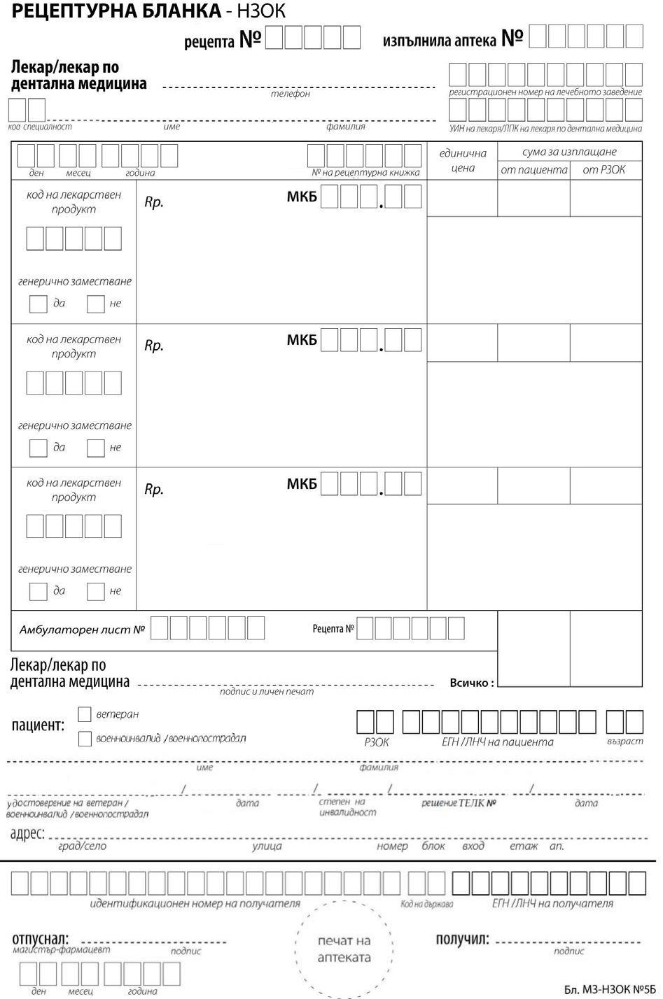 РЕЦЕПТУРНА БЛАНКА - НЗОК
рецепта № изпълнила аптека №
Лекар/лекар по
дентална медицина
телефон регистрационен номер на лечебното заведение
код специалност име фамилия УИН на лекаря/ЛПК на лекаря по дентална медицина
ден месец година № на рецептурна книжка
единична цена
сума за изплащане
от пациента от РЗОК
код на лекарствен
продукт
Rp. МКБ .
генерично заместване
да не
код на лекарствен
продукт
Rp. МКБ .
генерично заместване
да не
код на лекарствен
продукт
Rp. МКБ .
генерично заместване
да не
Амбулаторен лист № Рецепта №
Лекар/лекар по
дентална медицина
подпис и личен печат
Всичко :
пациент: ветеран
военноинвалид /военнопострадал
РЗОК ЕГН /ЛНЧ на пациента възраст
име фамилия
/ / / /
удостоверение на ветеран / дата степен на решение ТЕЛК № дата
военноинвалид /военнопострадал инвалидност
адрес:
град/село улица номер блок вход етаж ап.
идентификационен номер на получателя Код на държава ЕГН /ЛНЧ на получателя
отпуснал: печат на получил:
магистър-фармацевт подпис аптеката подпис
ден месец година
Бл. МЗ-НЗОК №5Б